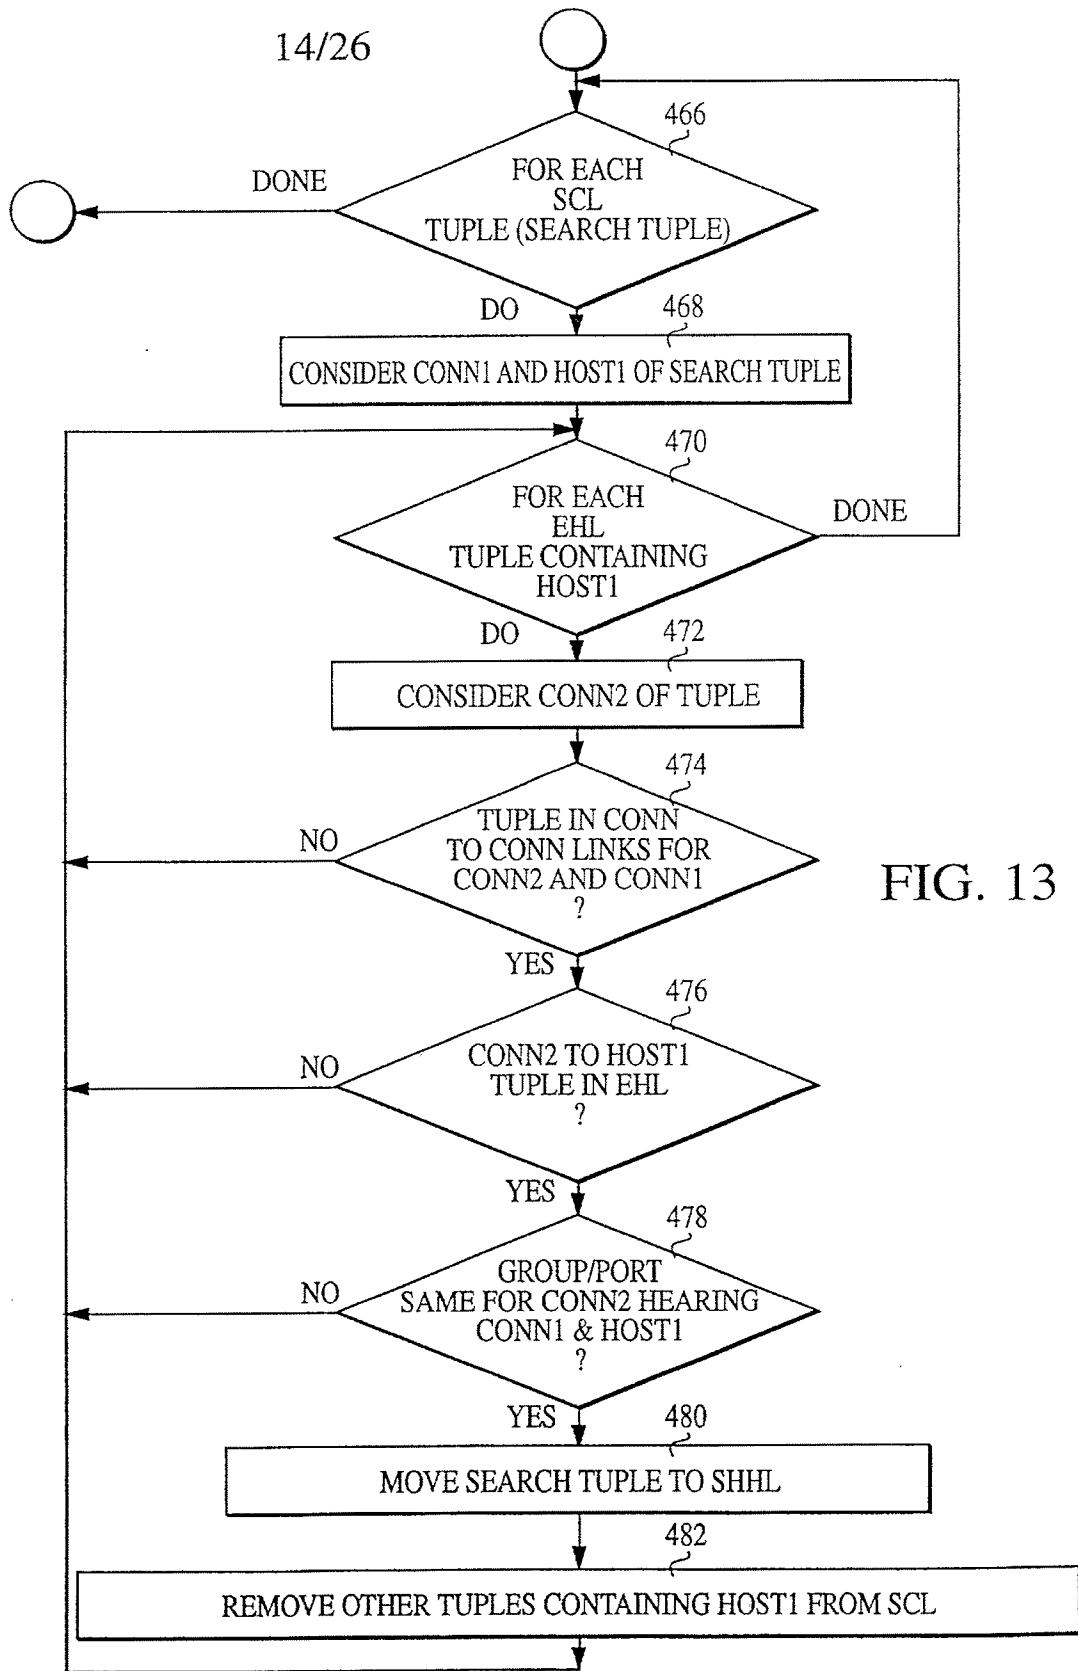 14/26
466
FOR EACH
SCL
TUPLE (SEARCH TUPLE)
DONE
DO
468
CONSIDER CONN1 AND HOST1 OF SEARCH TUPLE
470
FOR EACH
EHL
TUPLE CONTAINING
HOST1
DONE
DO
472
CONSIDER CONN2 OF TUPLE
474
TUPLE IN CONN
TO CONN LINKS FOR
CONN2 AND CONN1
?
NO
FIG. 13
YES
476
CONN2 TO HOST1
TUPLE IN EHL
?
NO
YES
478
GROUP/PORT
SAME FOR CONN2 HEARING
CONN1 & HOST1
?
NO
YES
480
MOVE SEARCH TUPLE TO SHHL
482
REMOVE OTHER TUPLES CONTAINING HOST1 FROM SCL